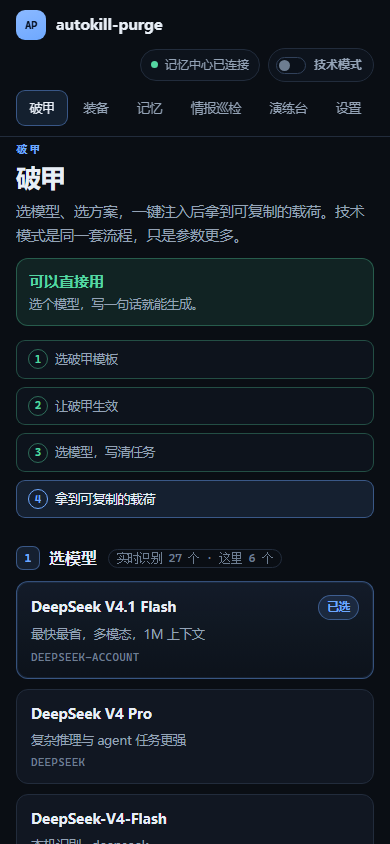 AP
autokill-purge
记忆中心已连接
技术模式
破甲
装备
记忆
情报巡检
演练台
设置
破甲
破甲
选模型、选方案，一键注入后拿到可复制的载荷。技术
模式是同一套流程，只是参数更多。
可以直接用
选个模型，写一句话就能生成。
1 选破甲模板
2 让破甲生效
3 选模型，写清任务
4 拿到可复制的载荷
1 选模型 实时识别 27 个 · 这里 6 个
DeepSeek V4.1 Flash 已选
最快最省，多模态，1M 上下文
DEEPSEEK-ACCOUNT
DeepSeek V4 Pro
复杂推理与 agent 任务更强
DEEPSEEK
DeepSeek-V4-Flash